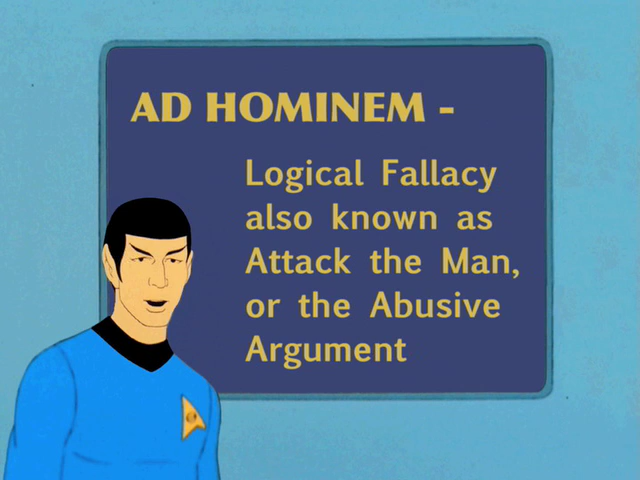 AD HOMINEM -
Logical Fallacy
also known as
Attack the Man,
or the Abusive
Argument